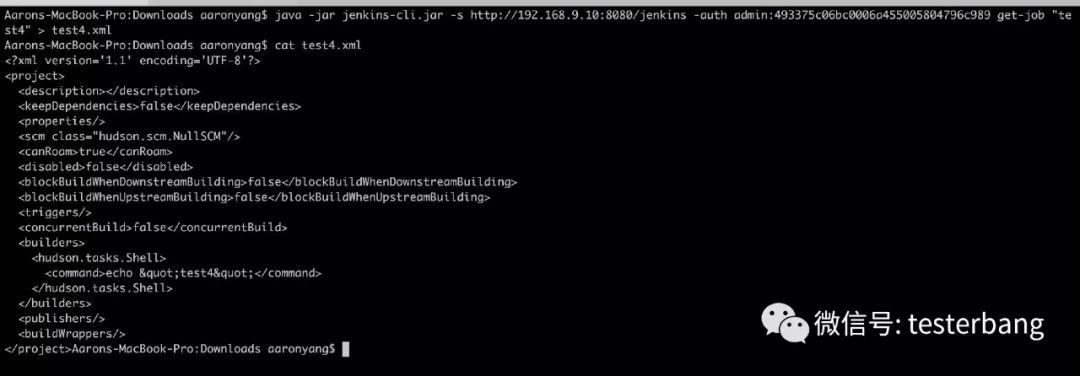 Aarons-MacBook-Pro:Downloads aaronyang$ java -jar jenkins-cli.jar -s http://192.168.9.10:8080/jenkins -auth admin:493375c06bc0006a455005804796c989 get-job "te
st4" > test4.xml
Aarons-MacBook-Pro:Downloads aaronyang$ cat test4.xml
<?xml version='1.1' encoding='UTF-8'?>
<project>
  <description></description>
  <keepDependencies>false</keepDependencies>
  <properties/>
  <scm class="hudson.scm.NullSCM"/>
  <canRoam>true</canRoam>
  <disabled>false</disabled>
  <blockBuildWhenDownstreamBuilding>false</blockBuildWhenDownstreamBuilding>
  <blockBuildWhenUpstreamBuilding>false</blockBuildWhenUpstreamBuilding>
  <triggers/>
  <concurrentBuild>false</concurrentBuild>
  <builders>
    <hudson.tasks.Shell>
      <command>echo &quot;test4&quot;</command>
    </hudson.tasks.Shell>
  </builders>
  <publishers/>
  <buildWrappers/>
</project>Aarons-MacBook-Pro:Downloads aaronyang$
微信号: testerbang